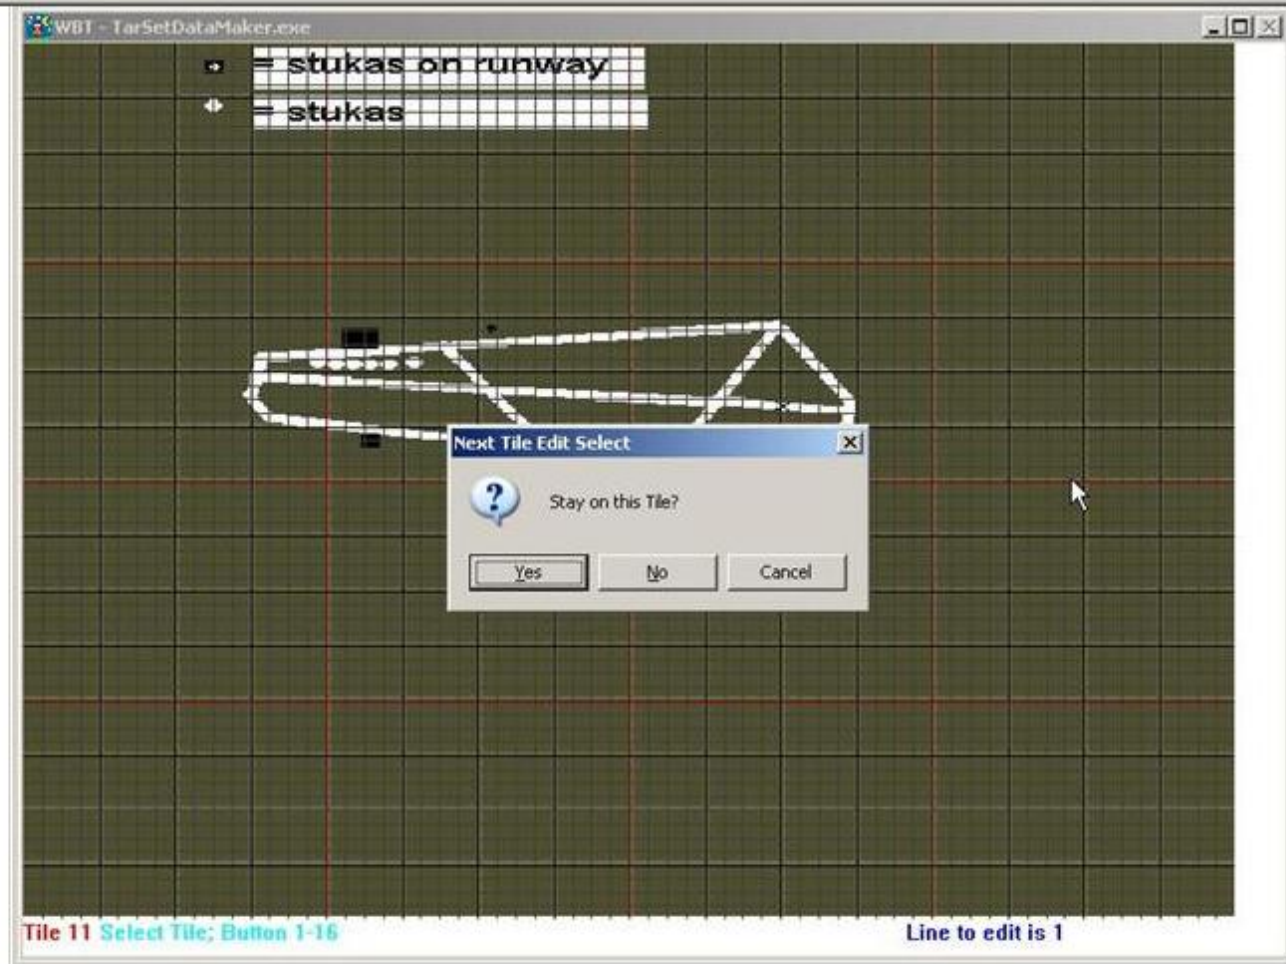 WBT - TarSetDataMaker.exe
= stukas on runway
= stukas
Next Tile Edit Select
Stay on this Tile?
Yes
No
Cancel
Tile 11 Select Tile; Button 1-16
Line to edit is 1